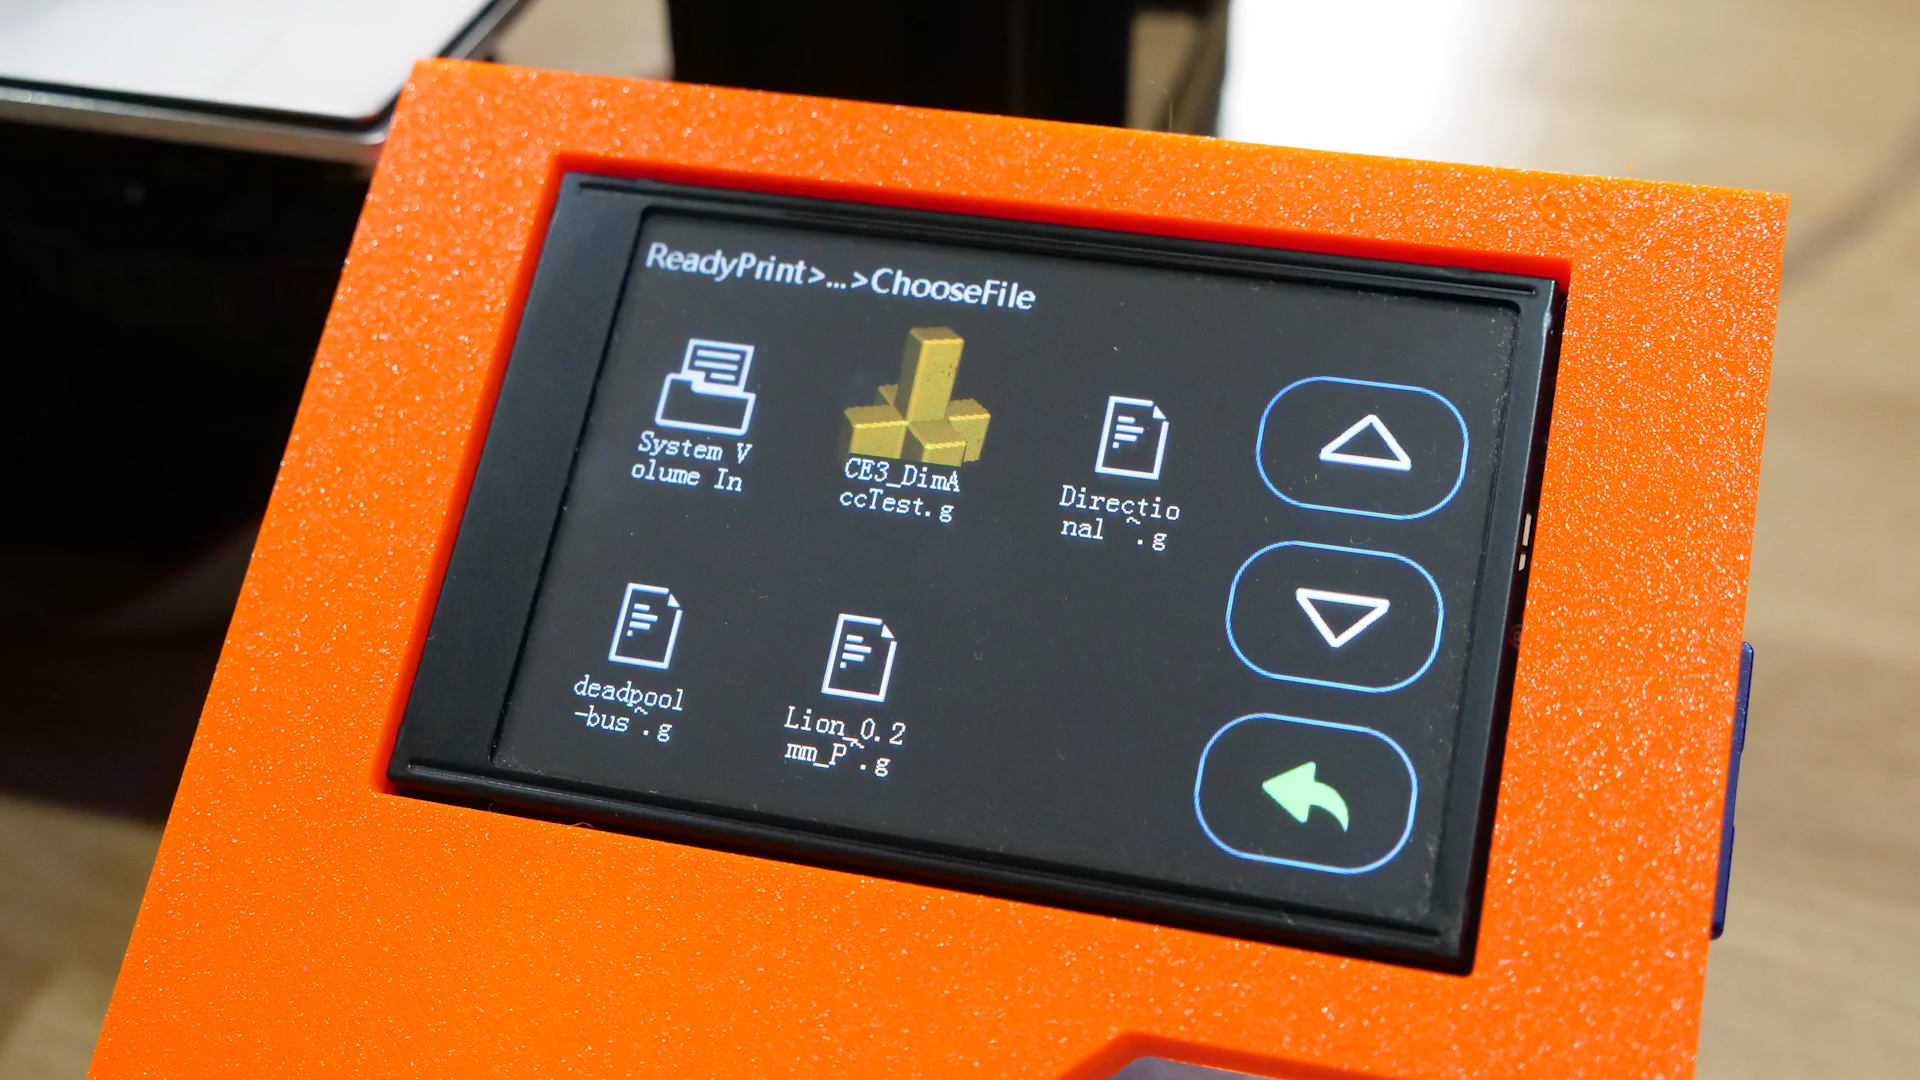 ReadyPrint>...>ChooseFile
System V
olume In
CE3_DimA
ccTest.g
Directio
nal ~.g
deadpool
-bus~.g
Lion_0.2
mm_P~.g